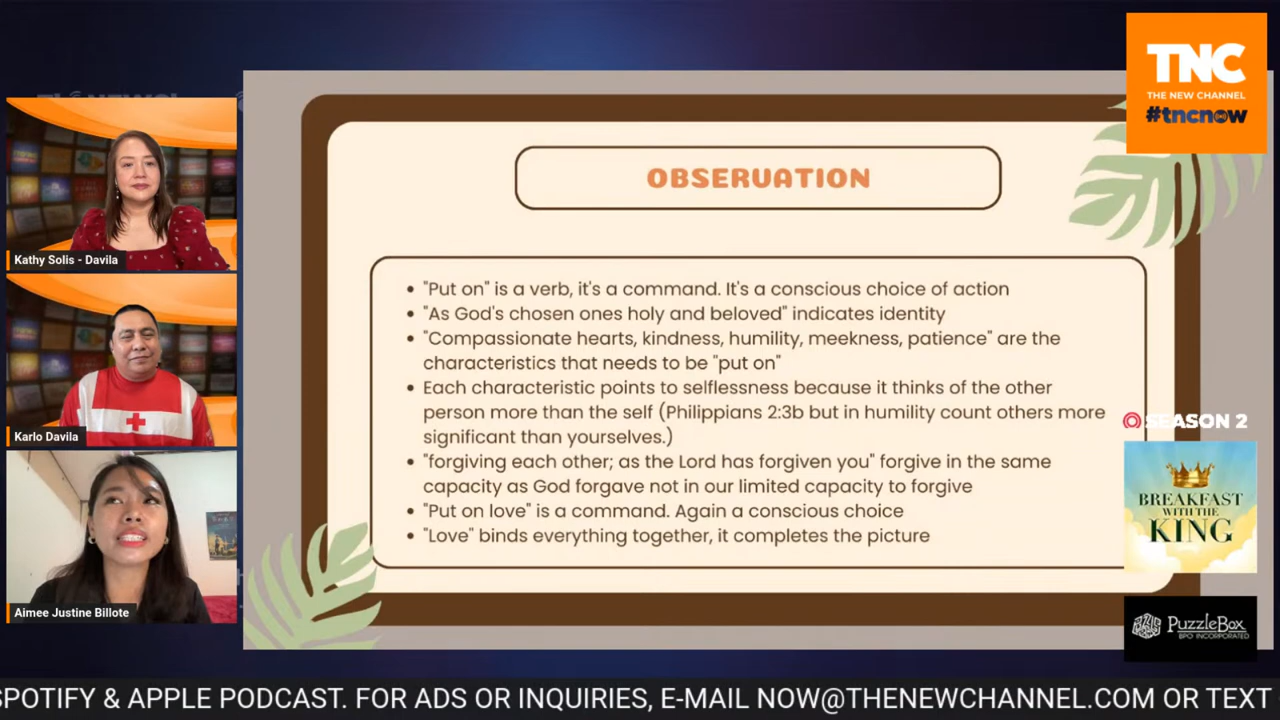 TNC
THE NEW CHANNEL
#tncnow
OBSERVATION
Kathy Solis - Davila
Karlo Davila
Aimee Justine Billote
• "Put on" is a verb, it's a command. It's a conscious choice of action
• "As God's chosen ones holy and beloved" indicates identity
• "Compassionate hearts, kindness, humility, meekness, patience" are the
characteristics that needs to be "put on"
• Each characteristic points to selflessness because it thinks of the other
person more than the self (Philippians 2:3b but in humility count others more
significant than yourselves.)
• "forgiving each other; as the Lord has forgiven you" forgive in the same
capacity as God forgave not in our limited capacity to forgive
• "Put on love" is a command. Again a conscious choice
• "Love" binds everything together, it completes the picture
SEASON 2
BREAKFAST
WITH THE
KING
PuzzleBox
BPO INCORPORATED
SPOTIFY & APPLE PODCAST. FOR ADS OR INQUIRIES, E-MAIL NOW@THENEWCHANNEL.COM OR TEXT